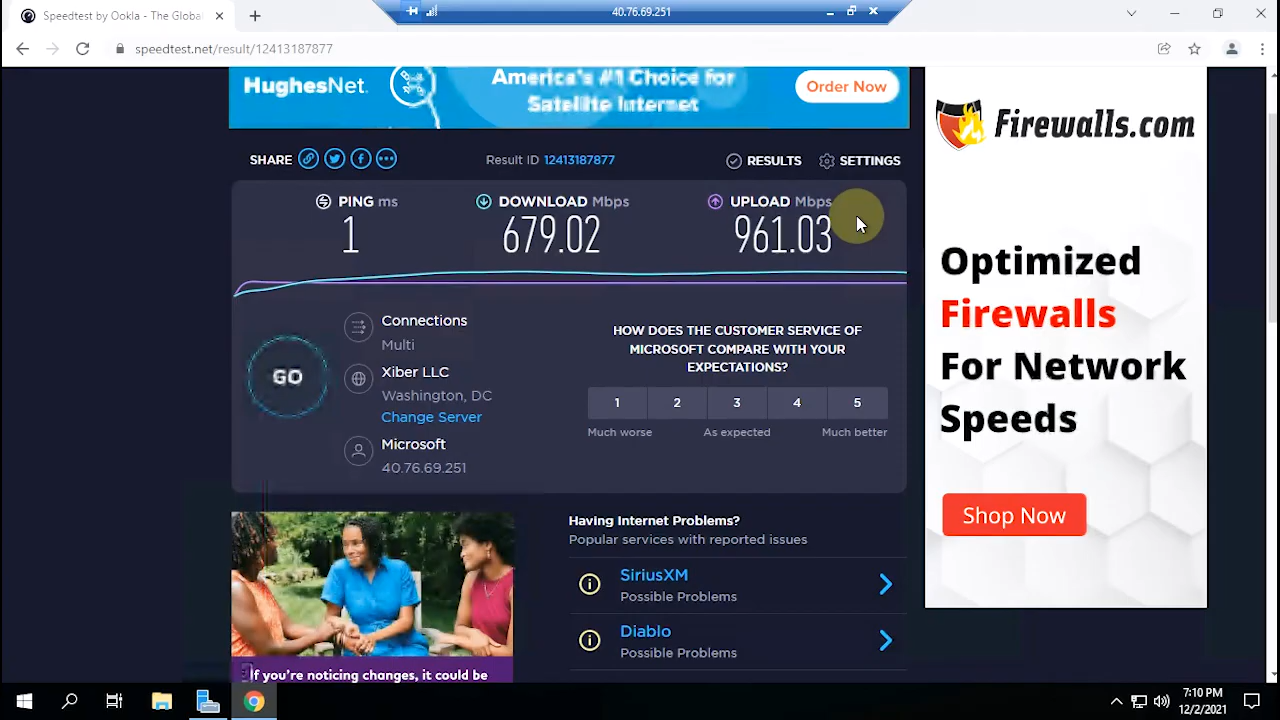 Speedtest by Ookla - The Global
40.76.69.251
speedtest.net/result/12413187877
HughesNet.
America's #1 Choice for
Satellite Internet
Order Now
Firewalls.com
SHARE
Result ID 12413187877
RESULTS
SETTINGS
PING ms
DOWNLOAD Mbps
UPLOAD Mbps
1
679.02
961.03
GO
Connections
Multi
Xiber LLC
Washington, DC
Change Server
Microsoft
40.76.69.251
HOW DOES THE CUSTOMER SERVICE OF
MICROSOFT COMPARE WITH YOUR
EXPECTATIONS?
1 2 3 4 5
Much worse As expected Much better
Optimized
Firewalls
For Network
Speeds
Shop Now
Having Internet Problems?
Popular services with reported issues
SiriusXM
Possible Problems
Diablo
Possible Problems
If you're noticing changes, it could be
7:10 PM
12/2/2021